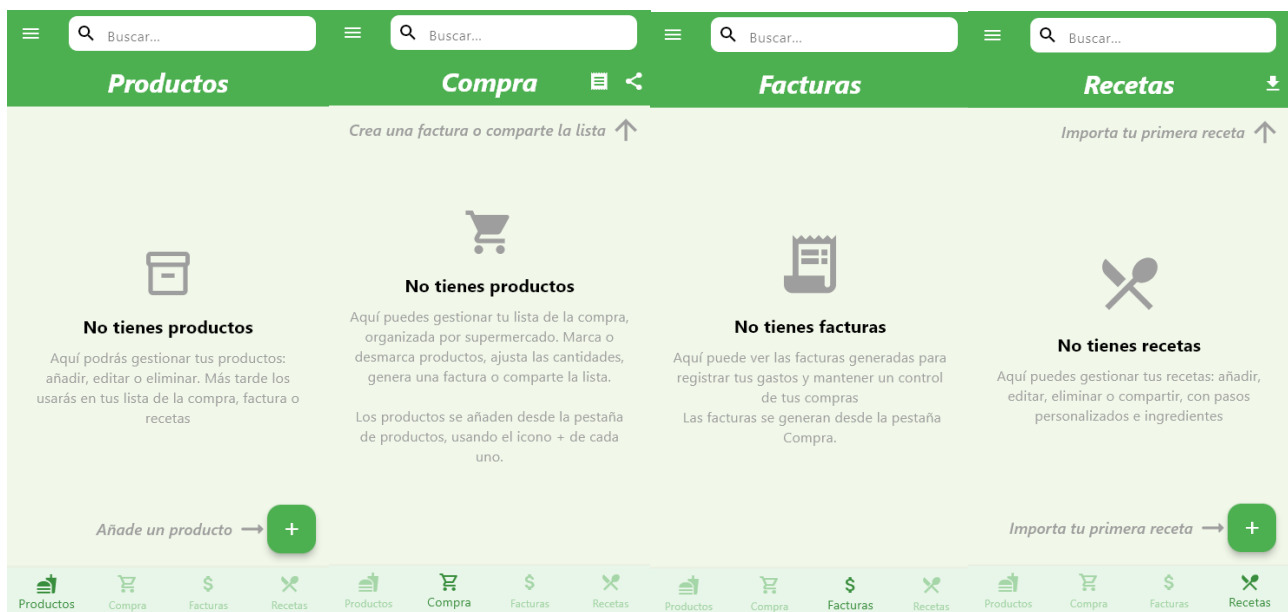 Buscar...
Productos
No tienes productos
Aquí podrás gestionar tus productos:
añadir, editar o eliminar. Más tarde los
usarás en tus lista de la compra, factura o
recetas
Añade un producto
+
Productos
Compra
Facturas
Recetas
Buscar...
Compra
Crea una factura o comparte la lista
No tienes productos
Aquí puedes gestionar tu lista de la compra,
organizada por supermercado. Marca o
desmarca productos, ajusta las cantidades,
genera una factura o comparte la lista.
Los productos se añaden desde la pestaña
de productos, usando el icono + de cada
uno.
Productos
Compra
Facturas
Recetas
Buscar...
Facturas
No tienes facturas
Aquí puede ver las facturas generadas para
registrar tus gastos y mantener un control
de tus compras
Las facturas se generan desde la pestaña
Compra.
Productos
Compra
Facturas
Recetas
Buscar...
Recetas
Importa tu primera receta
No tienes recetas
Aquí puedes gestionar tus recetas: añadir,
editar, eliminar o compartir, con pasos
personalizados e ingredientes
Importa tu primera receta
+
Productos
Compra
Facturas
Recetas